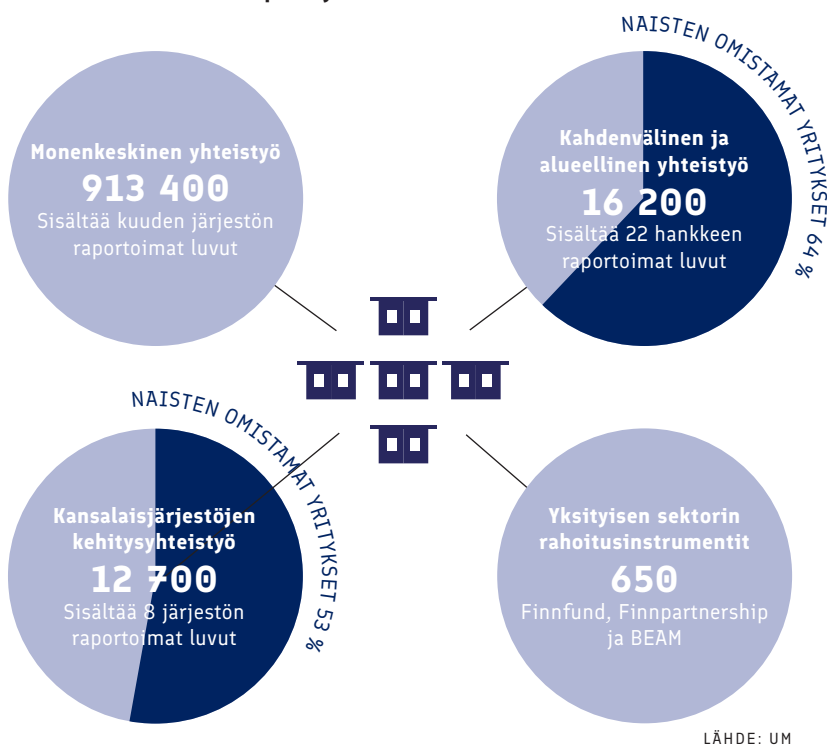 Monenkeskinen yhteistyö
913 400
Sisältää kuuden järjestön
raportoimat luvut
NAISTEN OMISTAMAT YRITYKSET 64 %
Kahdenvälinen ja
alueellinen yhteistyö
16 200
Sisältää 22 hankkeen
raportoimat luvut
NAISTEN OMISTAMAT YRITYKSET 53 %
Kansalaisjärjestöjen
kehitysyhteistyö
12 700
Sisältää 8 järjestön
raportoimat luvut
Yksityisen sektorin
rahoitusinstrumentit
650
Finnfund, Finnpartnership
ja BEAM
LÄHDE: UM